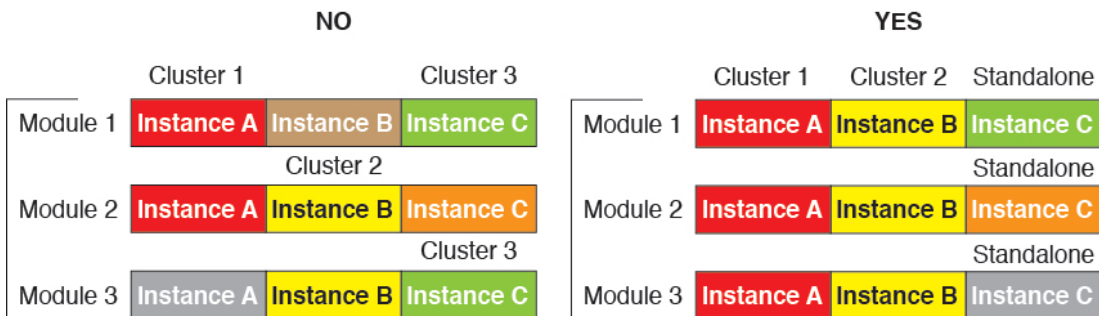 NO
Cluster 1 Cluster 3
Module 1 Instance A Instance B Instance C
Cluster 2
Module 2 Instance A Instance B Instance C
Cluster 3
Module 3 Instance A Instance B Instance C
YES
Cluster 1 Cluster 2 Standalone
Module 1 Instance A Instance B Instance C
Standalone
Module 2 Instance A Instance B Instance C
Standalone
Module 3 Instance A Instance B Instance C